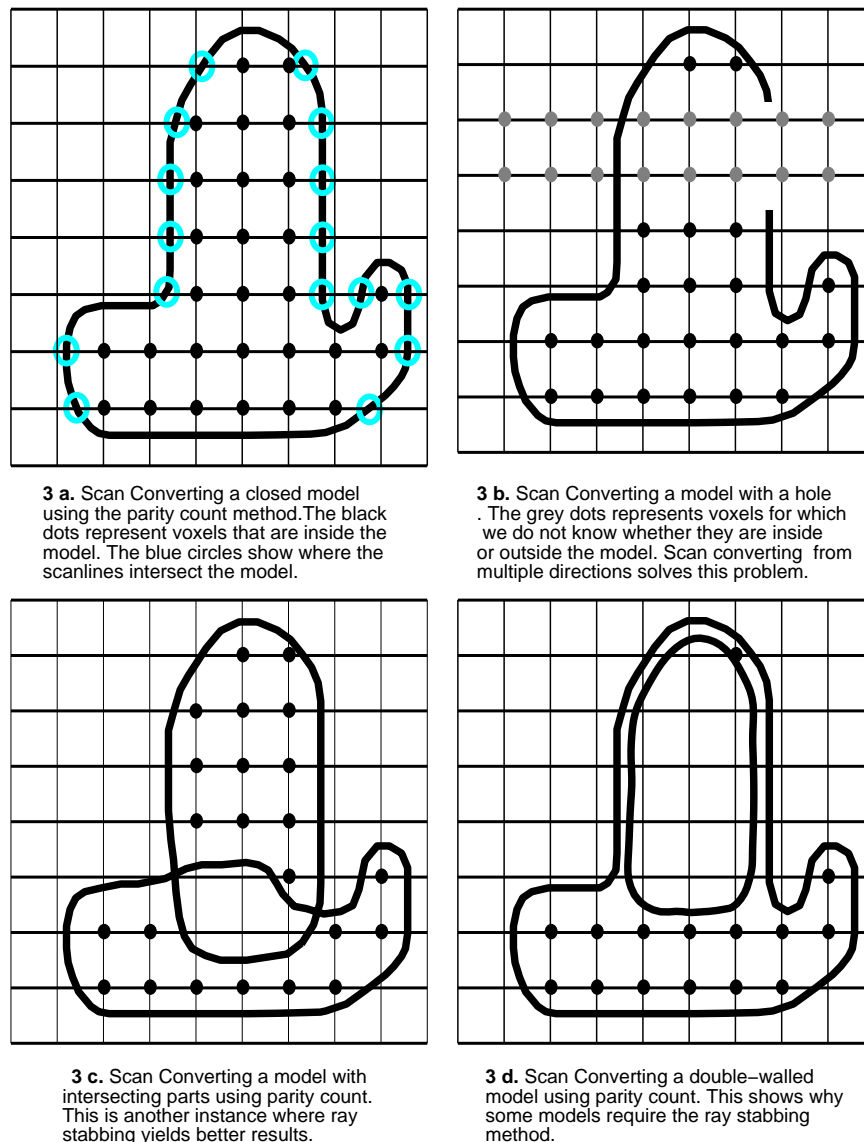 3 a. Scan Converting a closed model
using the parity count method.The black
dots represent voxels that are inside the
model. The blue circles show where the
scanlines intersect the model.
3 b. Scan Converting a model with a hole
. The grey dots represents voxels for which
we do not know whether they are inside
or outside the model. Scan converting from
multiple directions solves this problem.
3 c. Scan Converting a model with
intersecting parts using parity count.
This is another instance where ray
stabbing yields better results.
3 d. Scan Converting a double−walled
model using parity count. This shows why
some models require the ray stabbing
method.